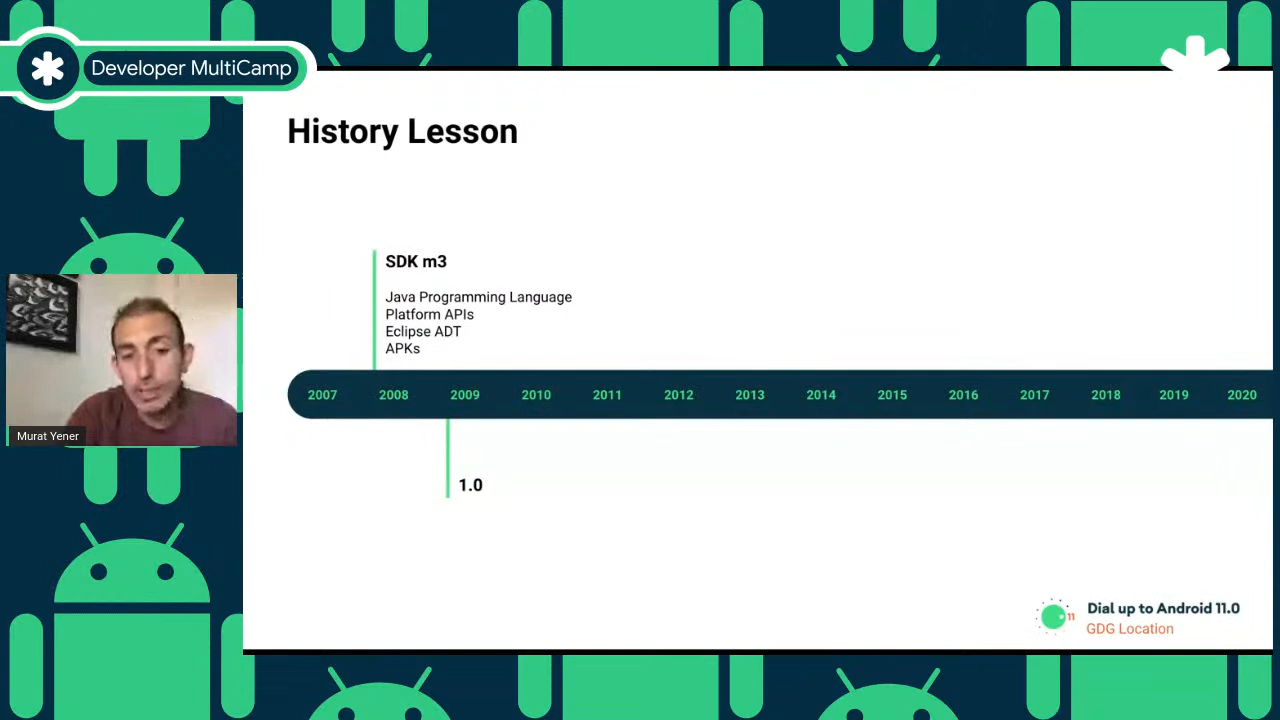 Developer MultiCamp
History Lesson
SDK m3
Java Programming Language
Platform APIs
Eclipse ADT
APKs
2007 2008 2009 2010 2011 2012 2013 2014 2015 2016 2017 2018 2019 2020
Murat Yener
1.0
11
Dial up to Android 11.0
GDG Location